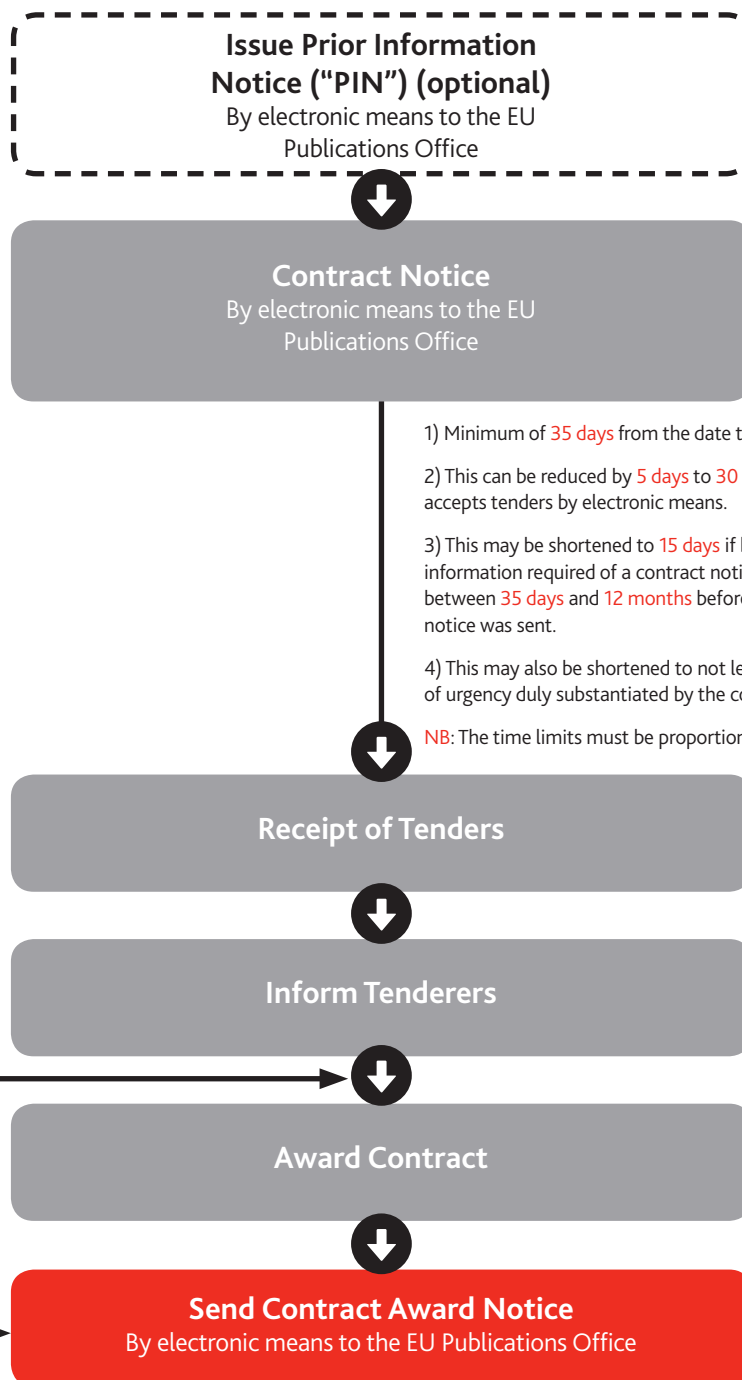 Issue Prior Information
Notice (“PIN”) (optional)
By electronic means to the EU
Publications Office
Contract Notice
By electronic means to the EU
Publications Office
1) Minimum of 35 days from the date t
2) This can be reduced by 5 days to 30
accepts tenders by electronic means.
3) This may be shortened to 15 days if
information required of a contract noti
between 35 days and 12 months before
notice was sent.
4) This may also be shortened to not le
of urgency duly substantiated by the co
NB: The time limits must be proportion
Receipt of Tenders
Inform Tenderers
Award Contract
Send Contract Award Notice
By electronic means to the EU Publications Office